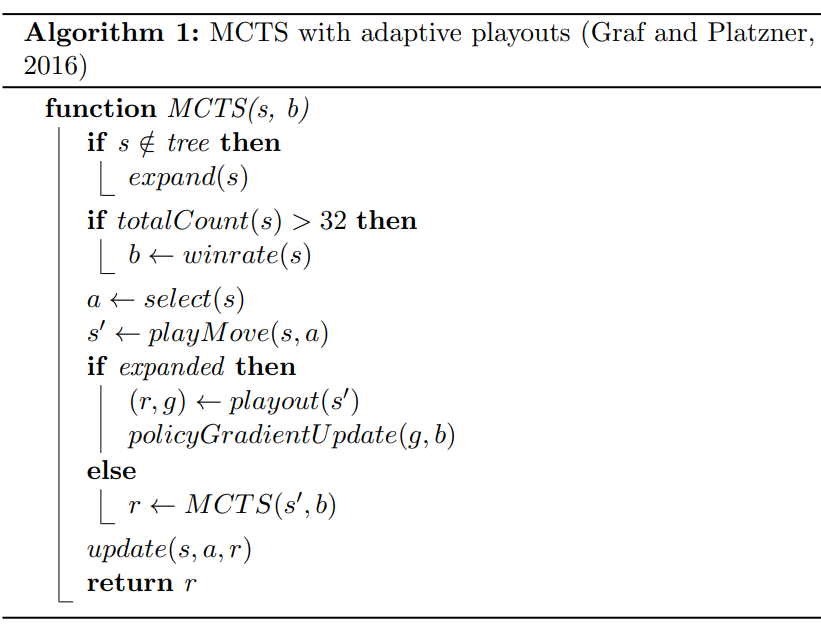 Algorithm 1: MCTS with adaptive playouts (Graf and Platzner,
2016)
function MCTS(s, b)
if s ∉ tree then
expand(s)
if totalCount(s) > 32 then
b ← winrate(s)
a ← select(s)
s′ ← playMove(s, a)
if expanded then
(r, g) ← playout(s′)
policyGradientUpdate(g, b)
else
r ← MCTS(s′, b)
update(s, a, r)
return r